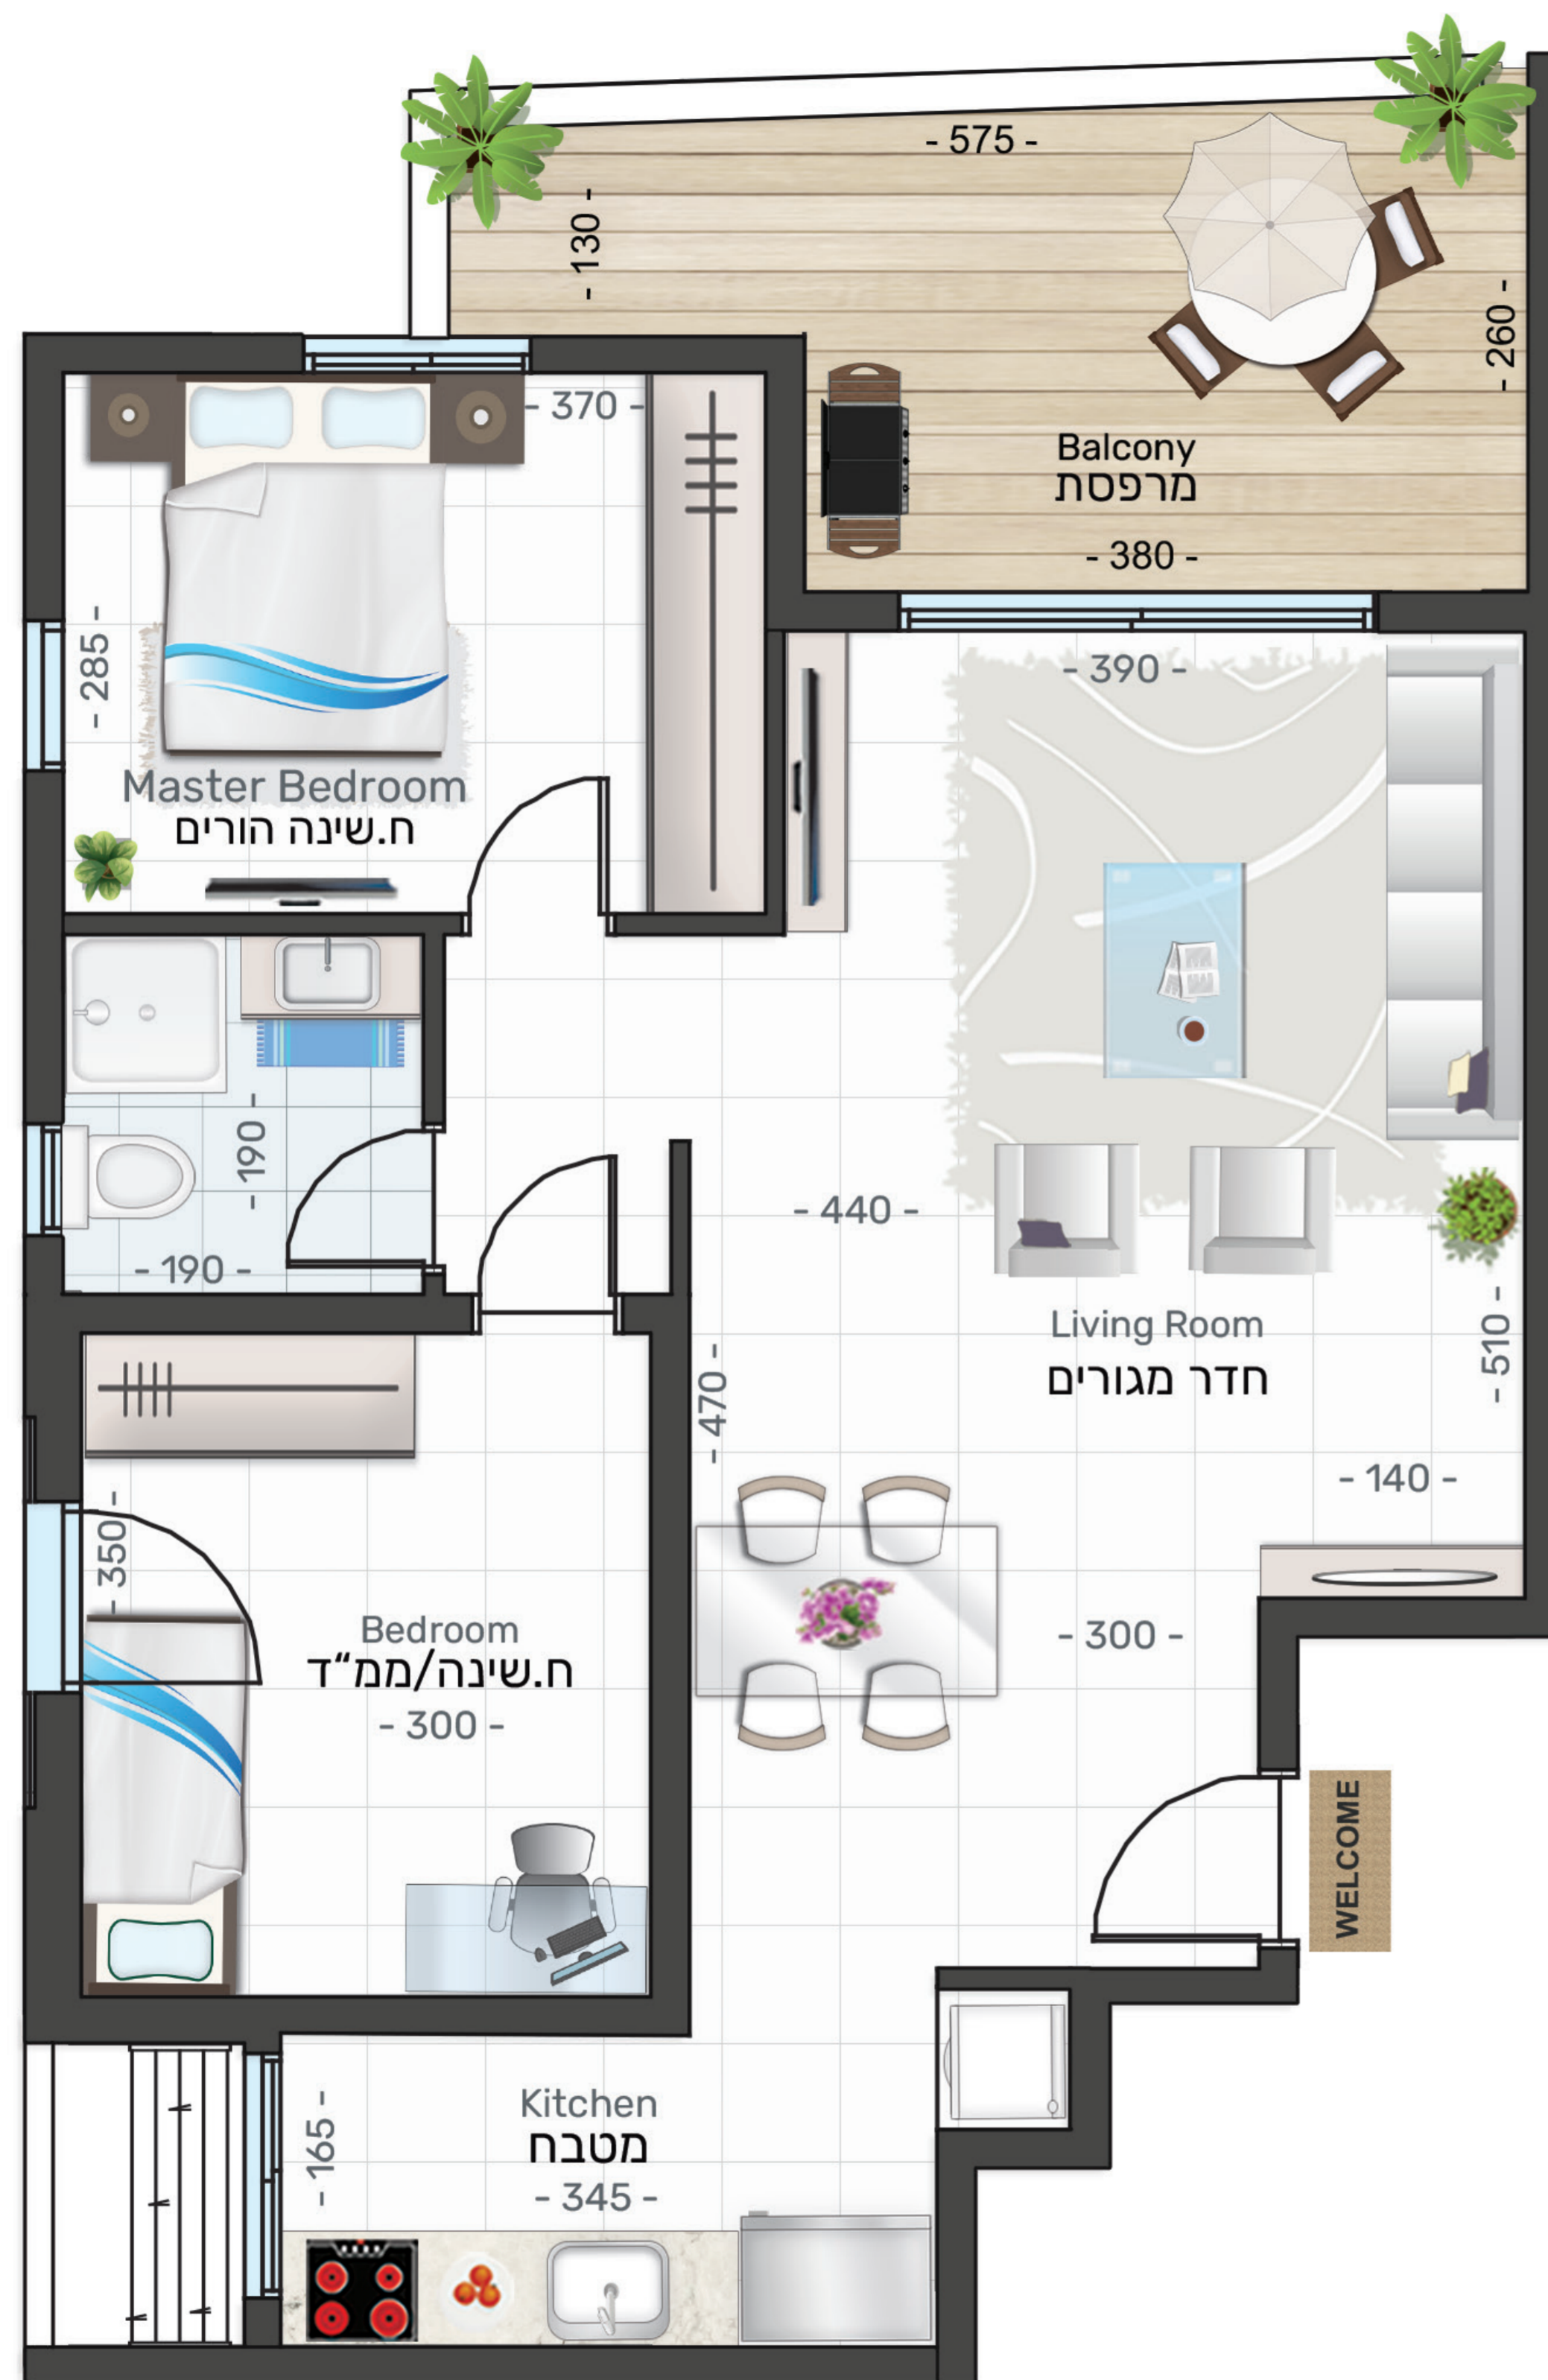 - 575 -
- 130 -
- 260 -
Balcony
מרפסת
- 380 -
- 370 -
- 285 -
Master Bedroom
ח.שינה הורים
- 390 -
- 190 -
- 190 -
- 440 -
Living Room
חדר מגורים
- 510 -
- 470 -
- 140 -
- 350 -
Bedroom
ח.שינה/ממ״ד
- 300 -
- 300 -
WELCOME
Kitchen
מטבח
- 345 -
- 165 -